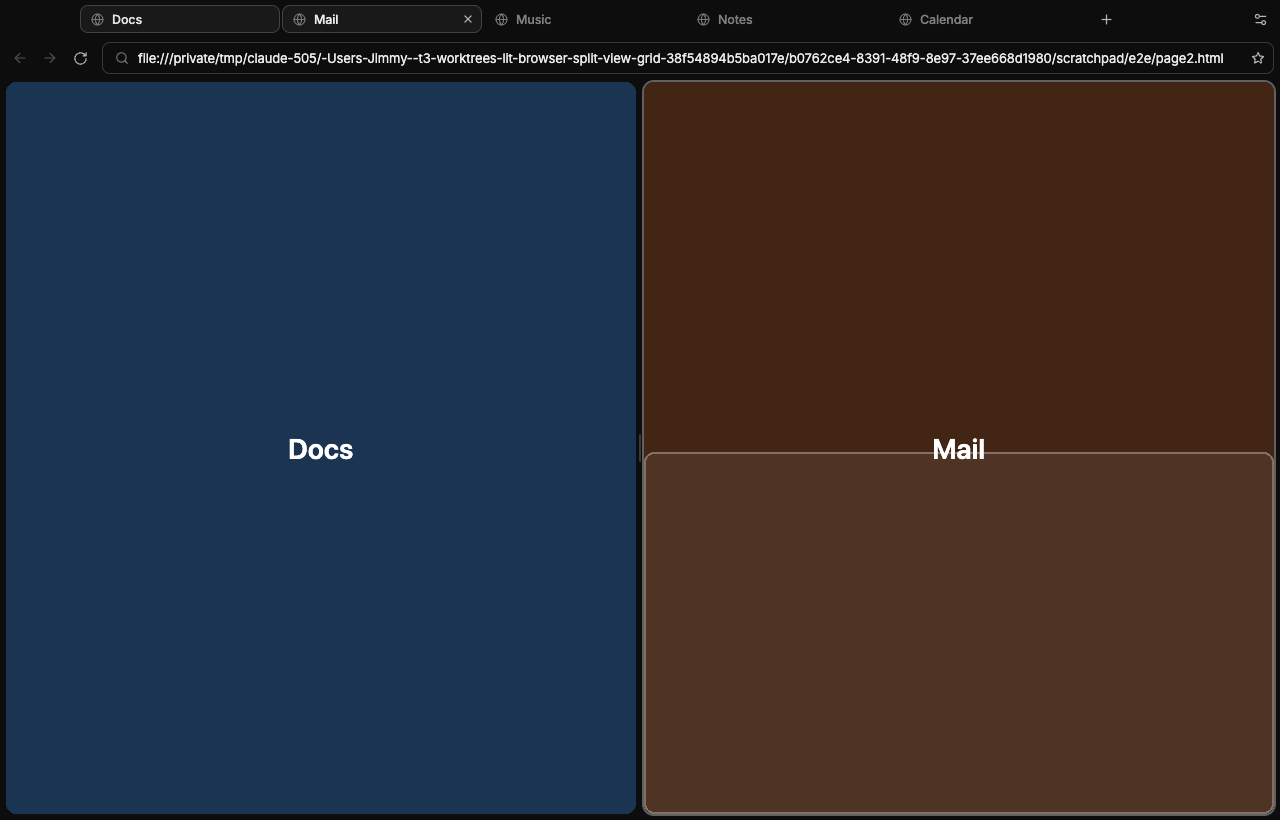 Docs
Mail
Music
Notes
Calendar
file:///private/tmp/claude-505/-Users-Jimmy--t3-worktrees-lit-browser-split-view-grid-38f54894b5ba017e/b0762ce4-8391-48f9-8e97-37ee668d1980/scratchpad/e2e/page2.html
Docs
Mail